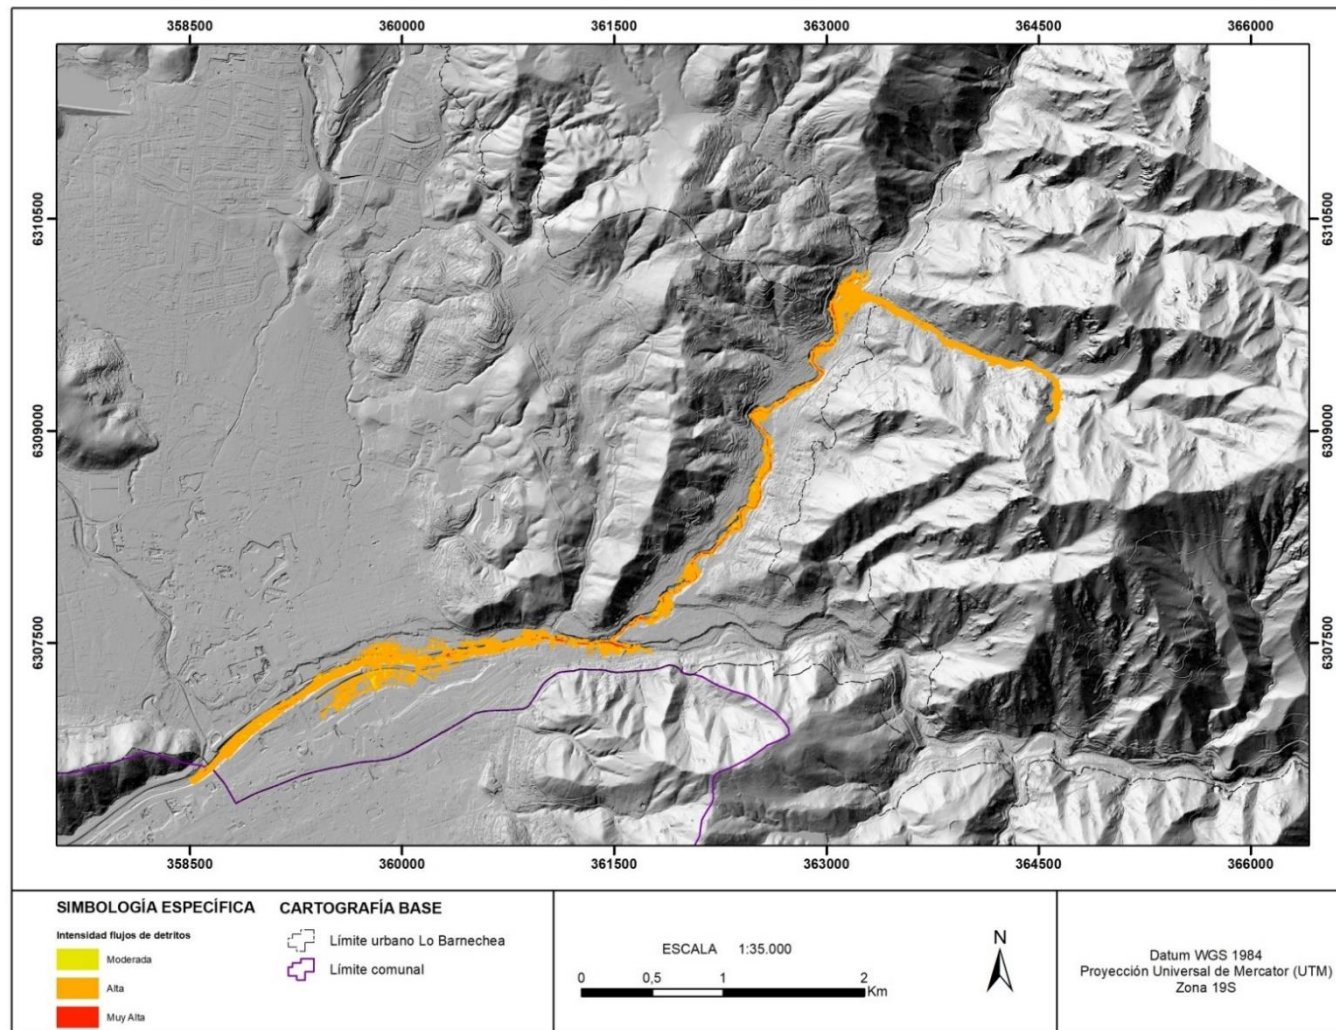 358500 360000 361500 363000 364500 366000
6310500 6310500
6309000 6309000
6307500 6307500
358500 360000 361500 363000 364500 366000
SIMBOLOGÍA ESPECÍFICA
Intensidad flujos de detritos
Moderada
Alta
Muy Alta
CARTOGRAFÍA BASE
Límite urbano Lo Barnechea
Límite comunal
ESCALA 1:35.000
0 0,5 1 2
Km
N
Datum WGS 1984
Proyección Universal de Mercator (UTM)
Zona 19S